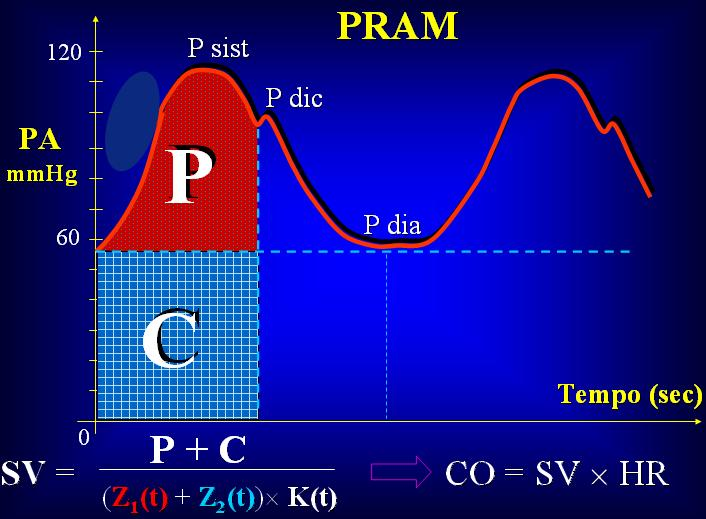 PRAM
120
P sist
P dic
PA
mmHg
P
60
P dia
C
Tempo (sec)
0
SV = P + C / (Z₁(t) + Z₂(t)) × K(t)
CO = SV × HR